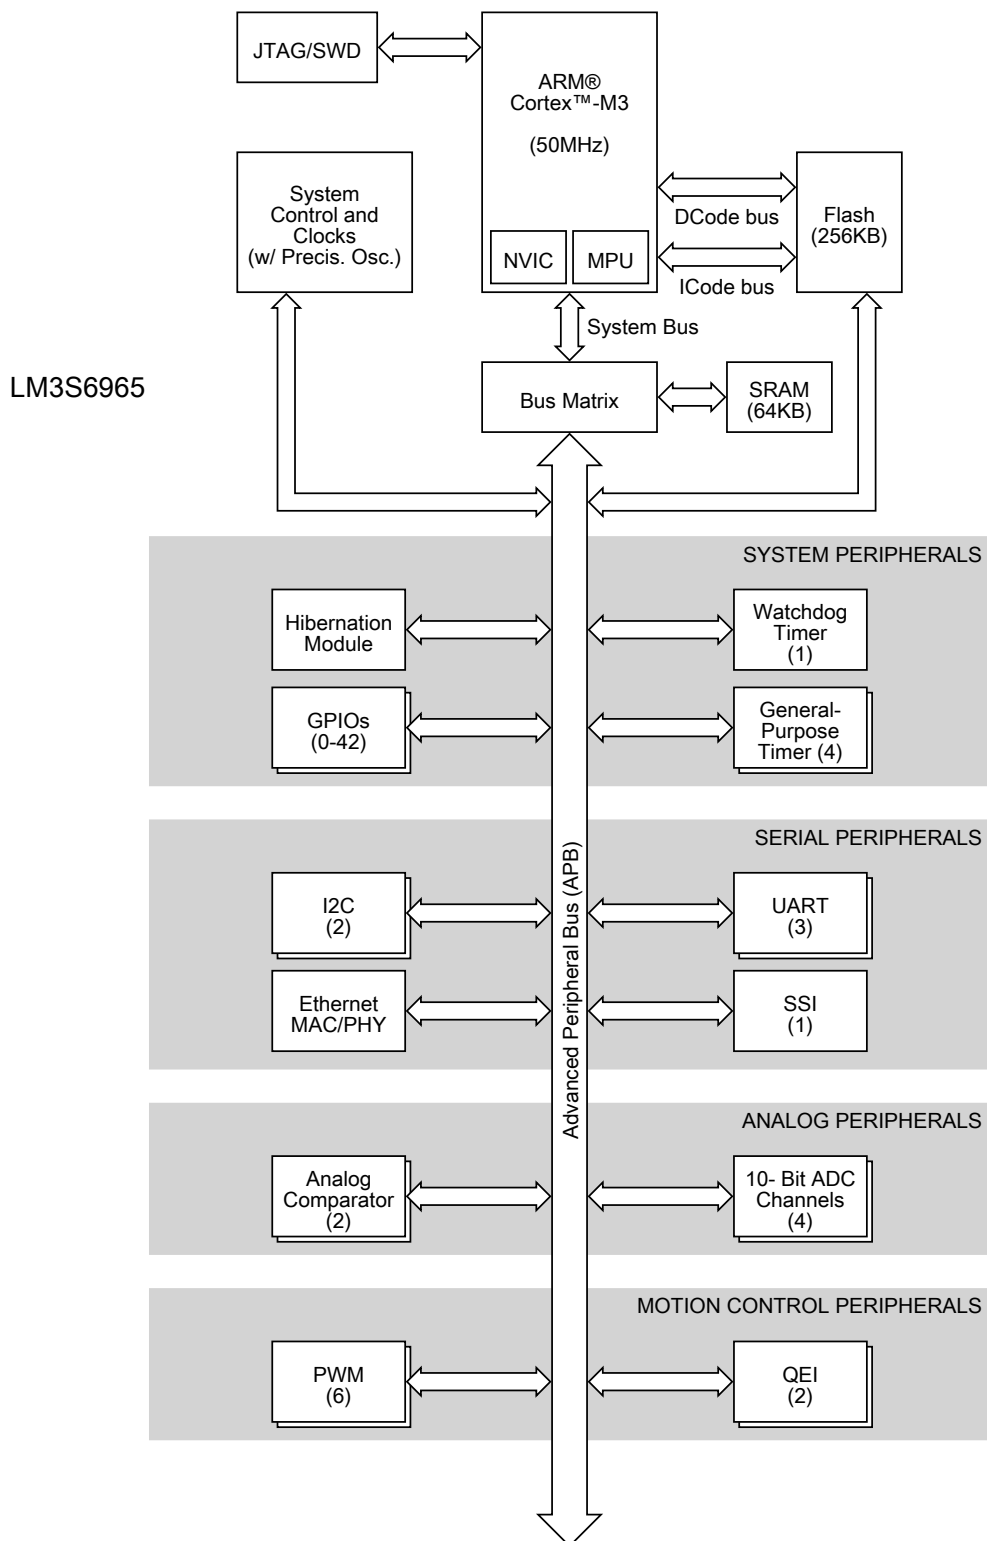 JTAG/SWD
ARM®
Cortex™-M3
(50MHz)
NVIC
MPU
System
Control and
Clocks
(w/ Precis. Osc.)
DCode bus
ICode bus
Flash
(256KB)
System Bus
LM3S6965
Bus Matrix
SRAM
(64KB)
SYSTEM PERIPHERALS
Hibernation
Module
Watchdog
Timer
(1)
GPIOs
(0-42)
General-
Purpose
Timer (4)
Advanced Peripheral Bus (APB)
SERIAL PERIPHERALS
I2C
(2)
UART
(3)
Ethernet
MAC/PHY
SSI
(1)
ANALOG PERIPHERALS
Analog
Comparator
(2)
10- Bit ADC
Channels
(4)
MOTION CONTROL PERIPHERALS
PWM
(6)
QEI
(2)